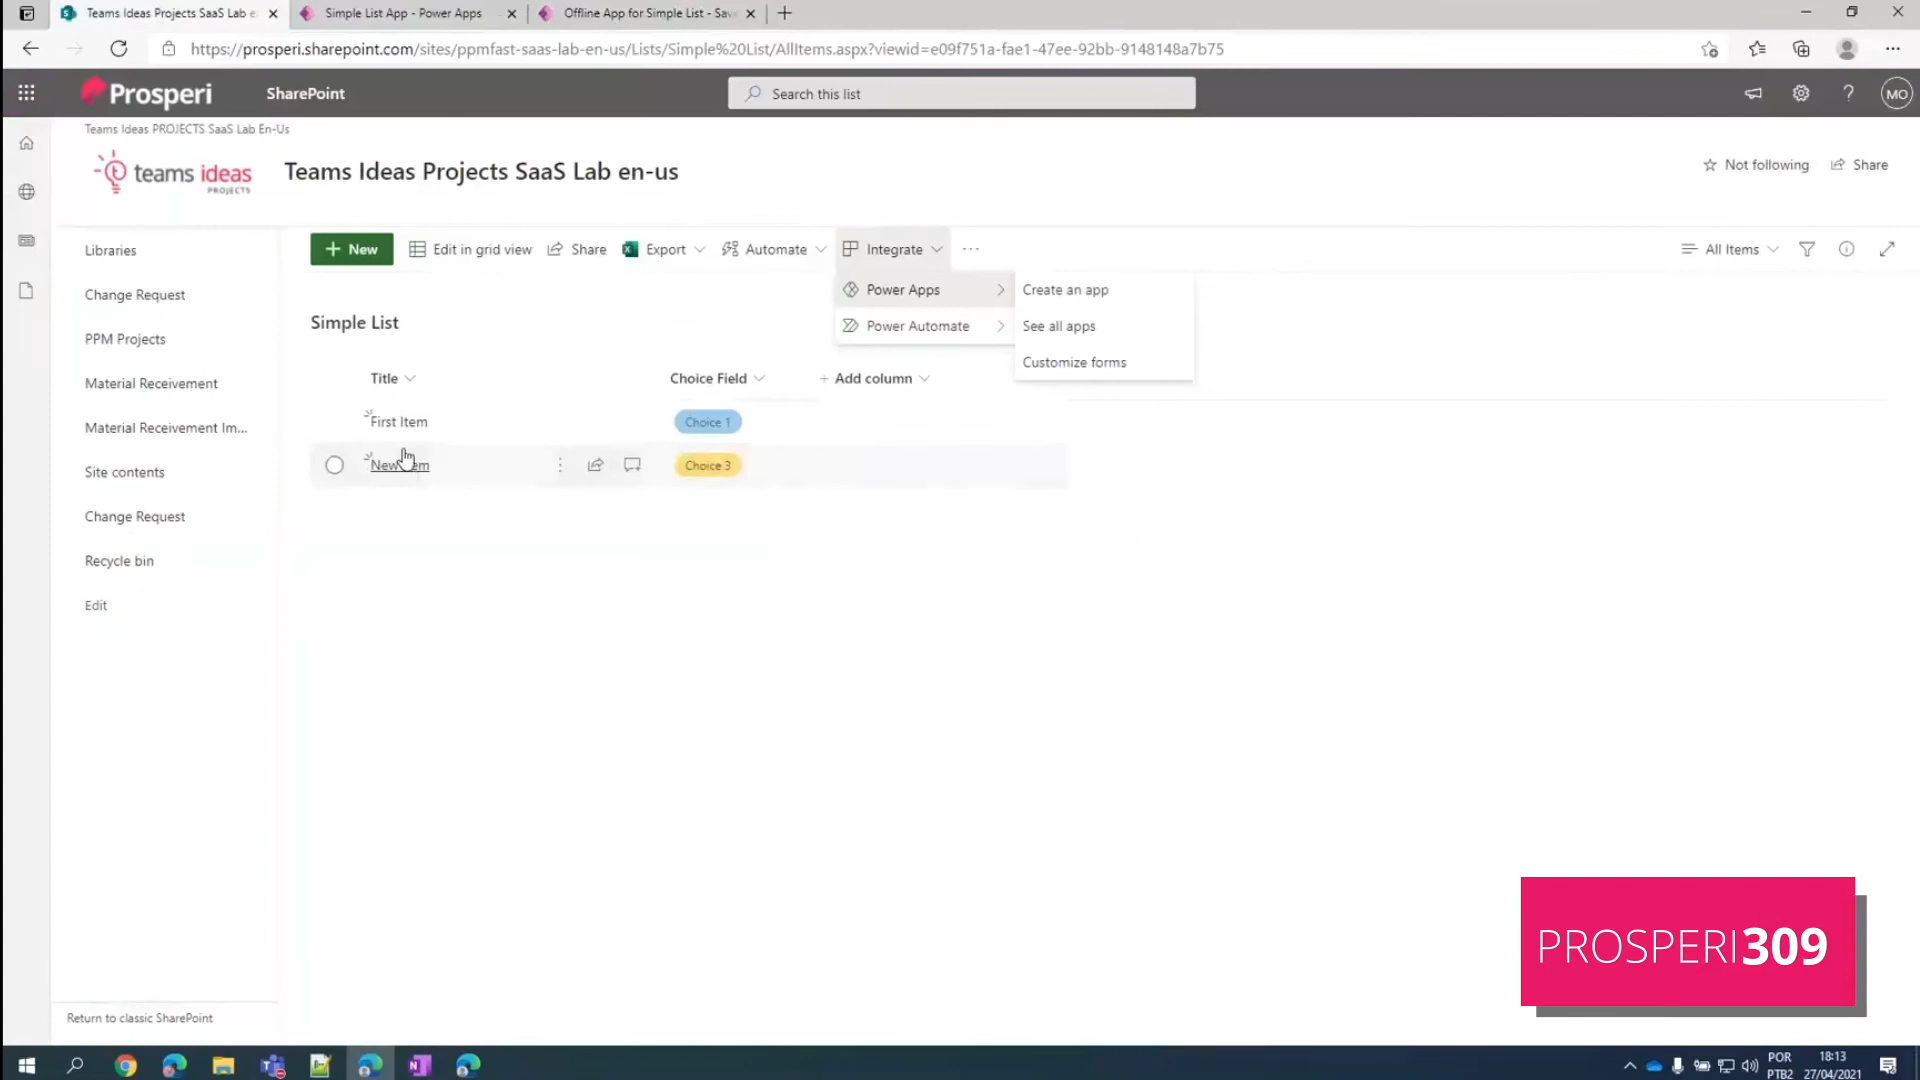 Teams Ideas Projects SaaS Lab e
Simple List App - Power Apps
Offline App for Simple List - Sav
https://prosperi.sharepoint.com/sites/ppmfast-saas-lab-en-us/Lists/Simple%20List/AllItems.aspx?viewid=e09f751a-fae1-47ee-92bb-9148148a7b75
Prosperi
SharePoint
Search this list
MO
Teams Ideas PROJECTS SaaS Lab En-Us
teams ideas
PROJECTS
Teams Ideas Projects SaaS Lab en-us
Not following
Share
Libraries
Change Request
PPM Projects
Material Receivement
Material Receivement Im...
Site contents
Change Request
Recycle bin
Edit
+ New
Edit in grid view
Share
Export
Automate
Integrate
All Items
Power Apps
Power Automate
Create an app
See all apps
Customize forms
Simple List
Title
Choice Field
+ Add column
First Item
Choice 1
Choice 3
PROSPERI309
Return to classic SharePoint
POR
PTB2
18:13
27/04/2021